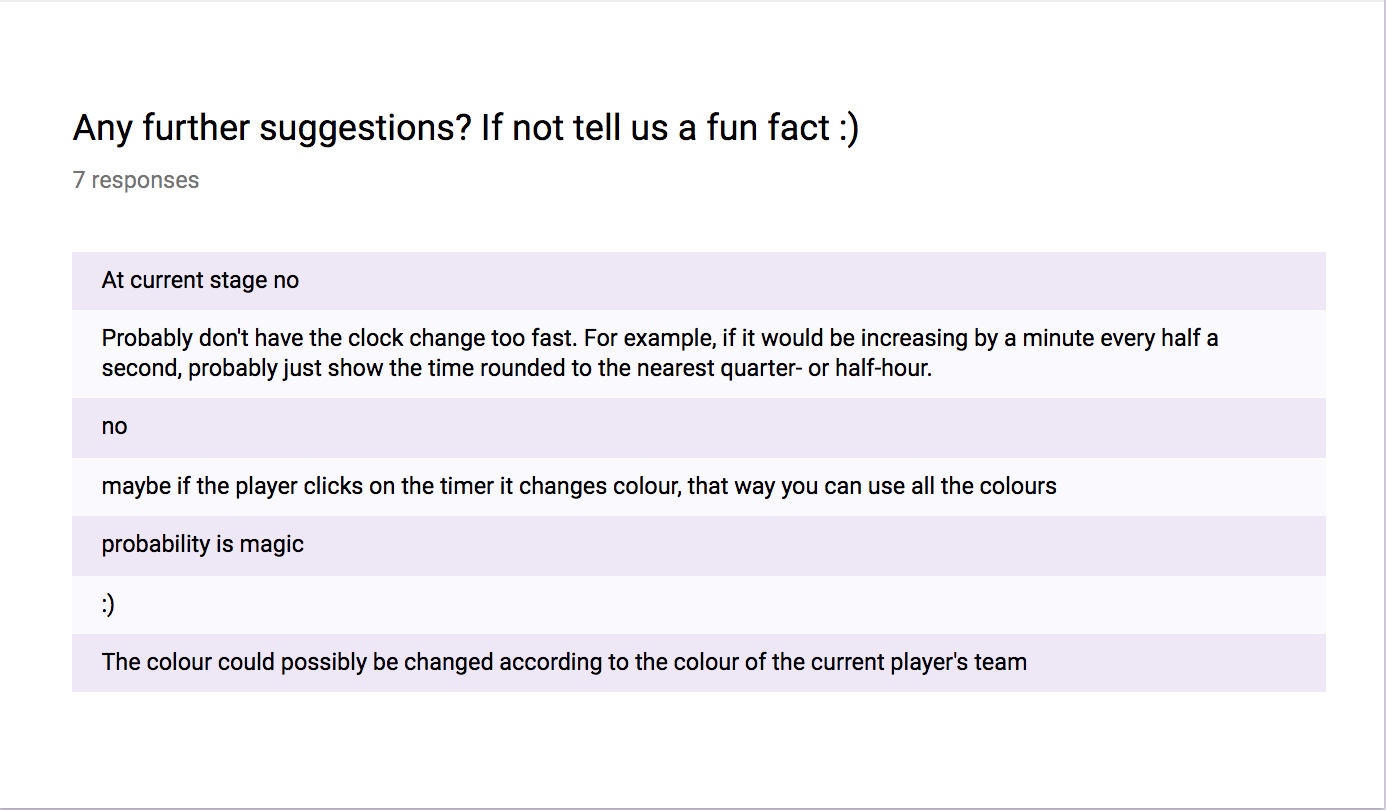 Any further suggestions? If not tell us a fun fact :)
7 responses
At current stage no
Probably don't have the clock change too fast. For example, if it would be increasing by a minute every half a
second, probably just show the time rounded to the nearest quarter- or half-hour.
no
maybe if the player clicks on the timer it changes colour, that way you can use all the colours
probability is magic
:)
The colour could possibly be changed according to the colour of the current player's team